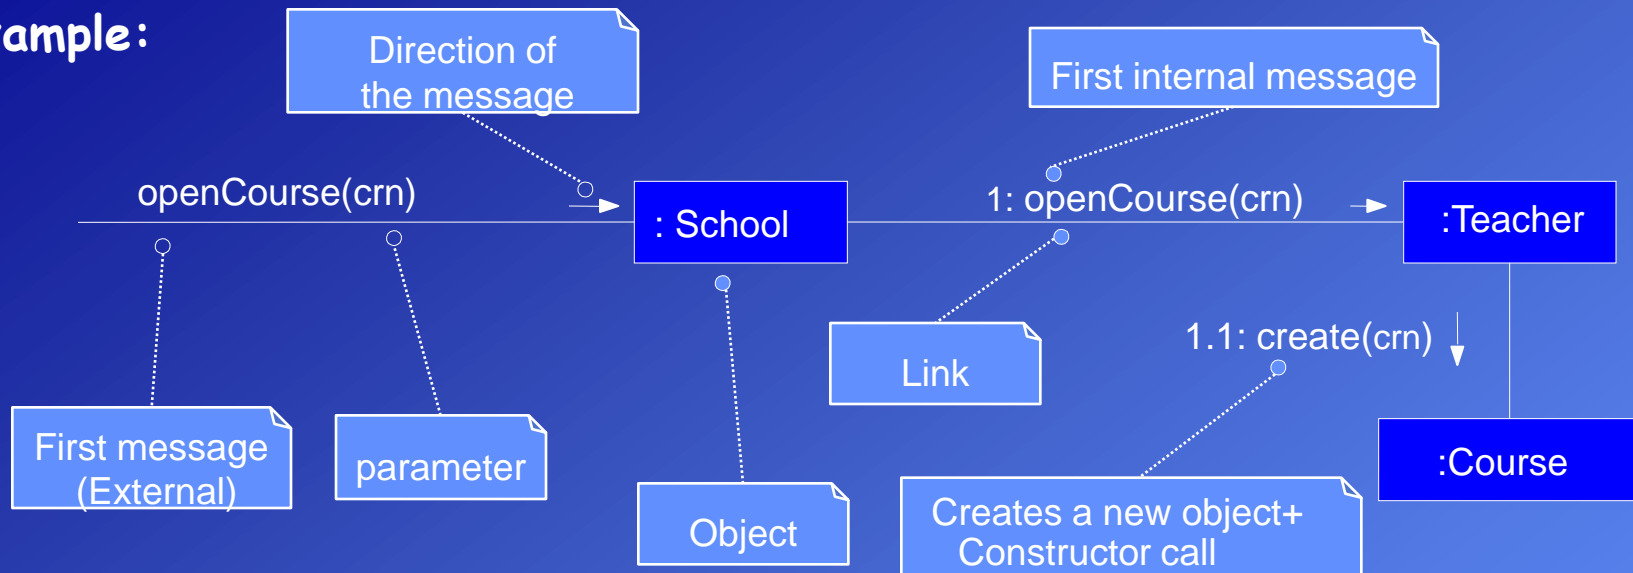 ample:
Direction of
the message
First internal message
openCourse(crn)
: School
1: openCourse(crn)
:Teacher
Link
1.1: create(crn)
First message
(External)
parameter
Object
Creates a new object+
Constructor call
:Course